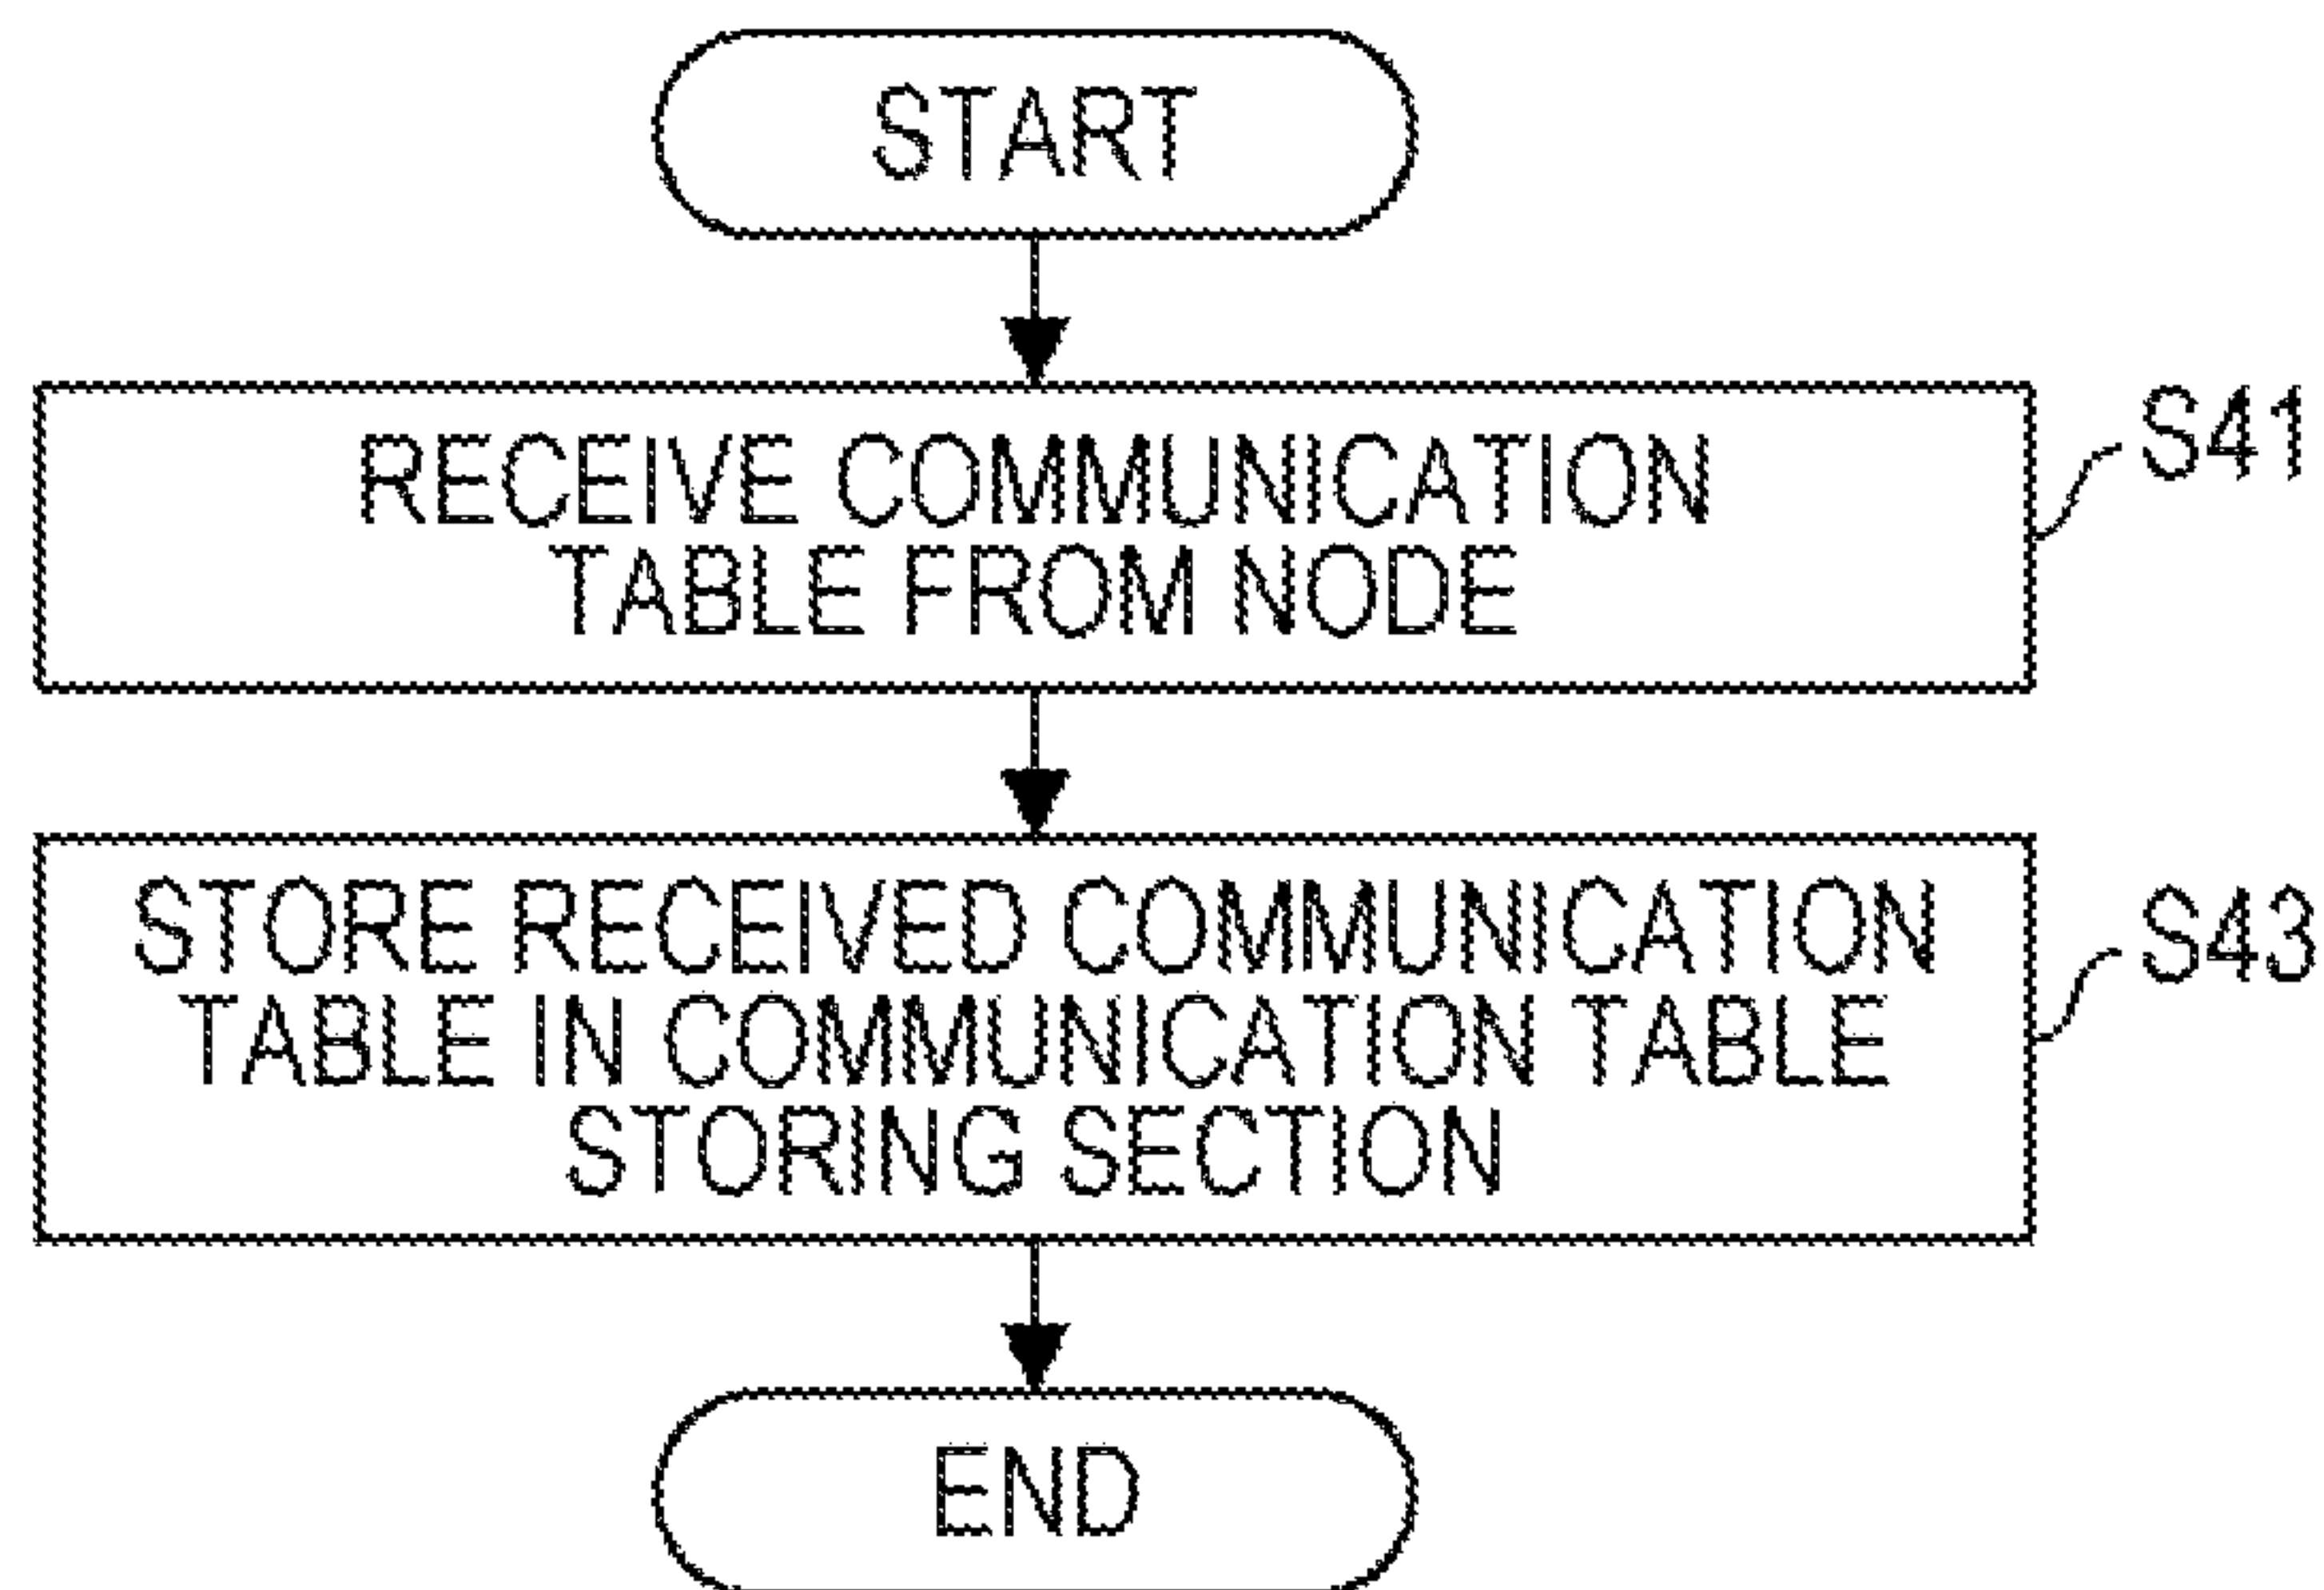 START
RECEIVE COMMUNICATION
TABLE FROM NODE
S41
STORE RECEIVED COMMUNICATION
TABLE IN COMMUNICATION TABLE
STORING SECTION
S43
END